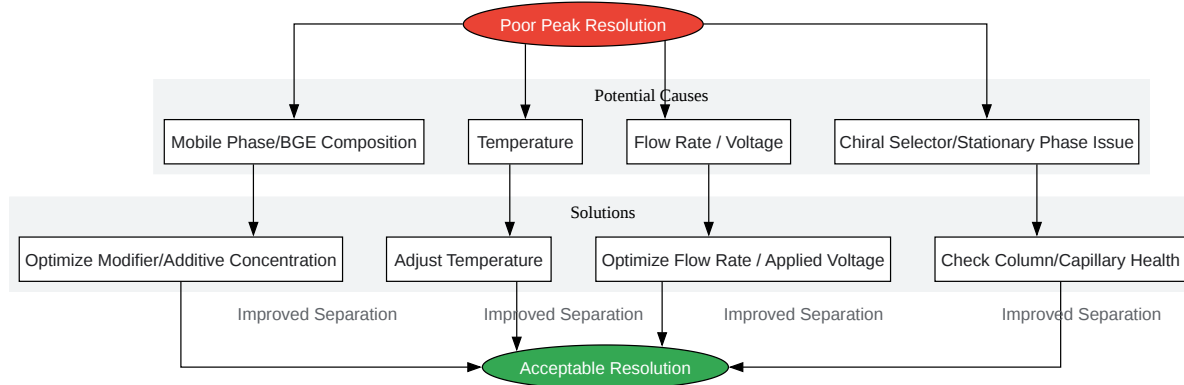 Poor Peak Resolution
Potential Causes
Mobile Phase/BGE Composition
Temperature
Flow Rate / Voltage
Chiral Selector/Stationary Phase Issue
Solutions
Optimize Modifier/Additive Concentration
Adjust Temperature
Optimize Flow Rate / Applied Voltage
Check Column/Capillary Health
Improved Separation
Improved Separation
Improved Separation
Improved Separation
Acceptable Resolution